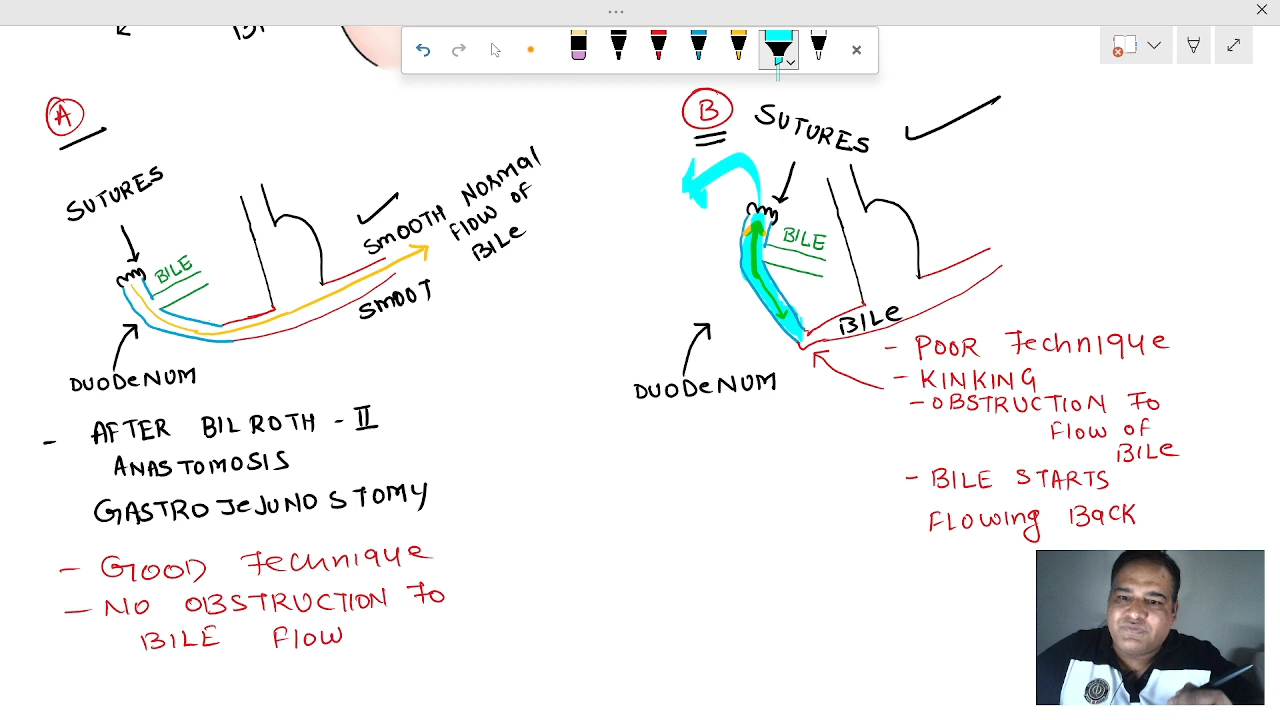 A
SUTURES
BILE
SMOOTH NORMAL
FLOW OF
BILe
SMOOT
DUODeNUM
- AFTER BILROTH - II
ANASTOMOSIS
GASTROJeJUNOSTOMY
- GOOD Technique
- NO OBSTRUCTION TO
BILE Flow
B
SUTURES
BILE
BILe
DUODeNUM
- POOR Technique
- KINKING
- OBSTRUCTION TO
Flow OF
BILe
- BILE STARTS
Flowing Back